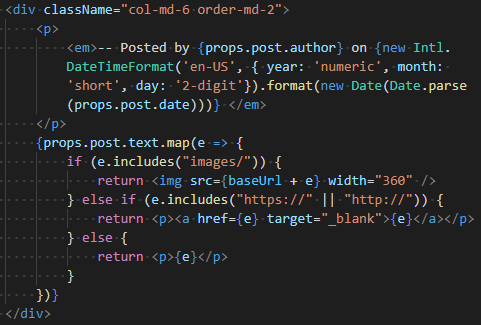 <div className="col-md-6 order-md-2">
<p>
<em>-- Posted by {props.post.author} on {new Intl.
DateTimeFormat('en-US', { year: 'numeric', month:
'short', day: '2-digit'}).format(new Date(Date.parse
(props.post.date)))} </em>
</p>
{props.post.text.map(e => {
if (e.includes("images/")) {
return <img src={baseUrl + e} width="360" />
} else if (e.includes("https://" || "http://")) {
return <p><a href={e} target="_blank">{e}</a></p>
} else {
return <p>{e}</p>
}
})}
</div>